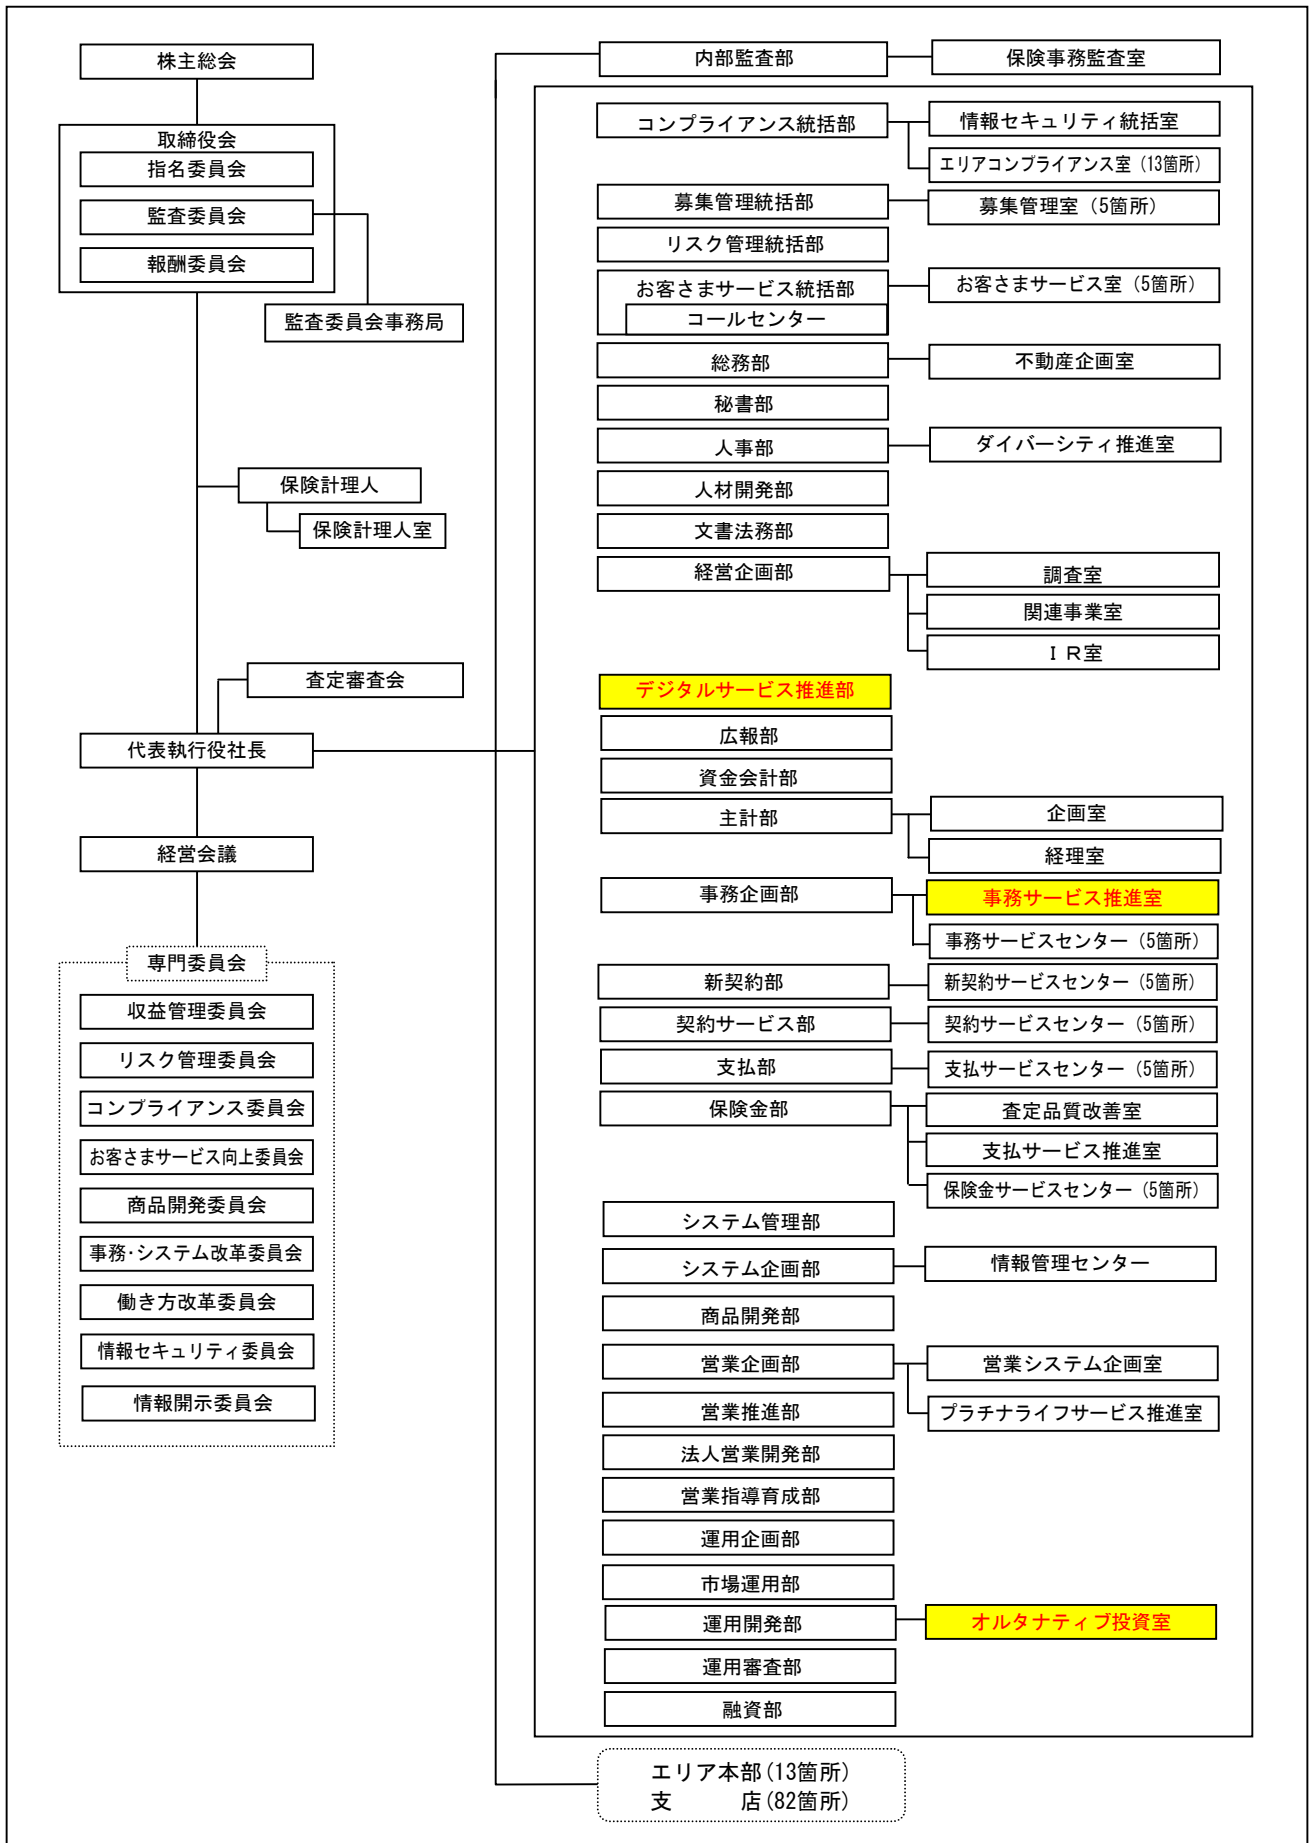 株主総会
取締役会
指名委員会
監査委員会
報酬委員会
監査委員会事務局
保険計理人
保険計理人室
査定審査会
代表執行役社長
経営会議
専門委員会
収益管理委員会
リスク管理委員会
コンプライアンス委員会
お客さまサービス向上委員会
商品開発委員会
事務・システム改革委員会
働き方改革委員会
情報セキュリティ委員会
情報開示委員会
内部監査部
保険事務監査室
コンプライアンス統括部
情報セキュリティ統括室
エリアコンプライアンス室（13箇所）
募集管理統括部
募集管理室（5箇所）
リスク管理統括部
お客さまサービス統括部
お客さまサービス室（5箇所）
コールセンター
総務部
不動産企画室
秘書部
人事部
ダイバーシティ推進室
人材開発部
文書法務部
経営企画部
調査室
関連事業室
ＩＲ室
デジタルサービス推進部
広報部
資金会計部
主計部
企画室
経理室
事務企画部
事務サービス推進室
事務サービスセンター（5箇所）
新契約部
新契約サービスセンター（5箇所）
契約サービス部
契約サービスセンター（5箇所）
支払部
支払サービスセンター（5箇所）
保険金部
査定品質改善室
支払サービス推進室
保険金サービスセンター（5箇所）
システム管理部
システム企画部
情報管理センター
商品開発部
営業企画部
営業システム企画室
プラチナライフサービス推進室
営業推進部
法人営業開発部
営業指導育成部
運用企画部
市場運用部
運用開発部
オルタナティブ投資室
運用審査部
融資部
エリア本部(13箇所)
支　　　店(82箇所)